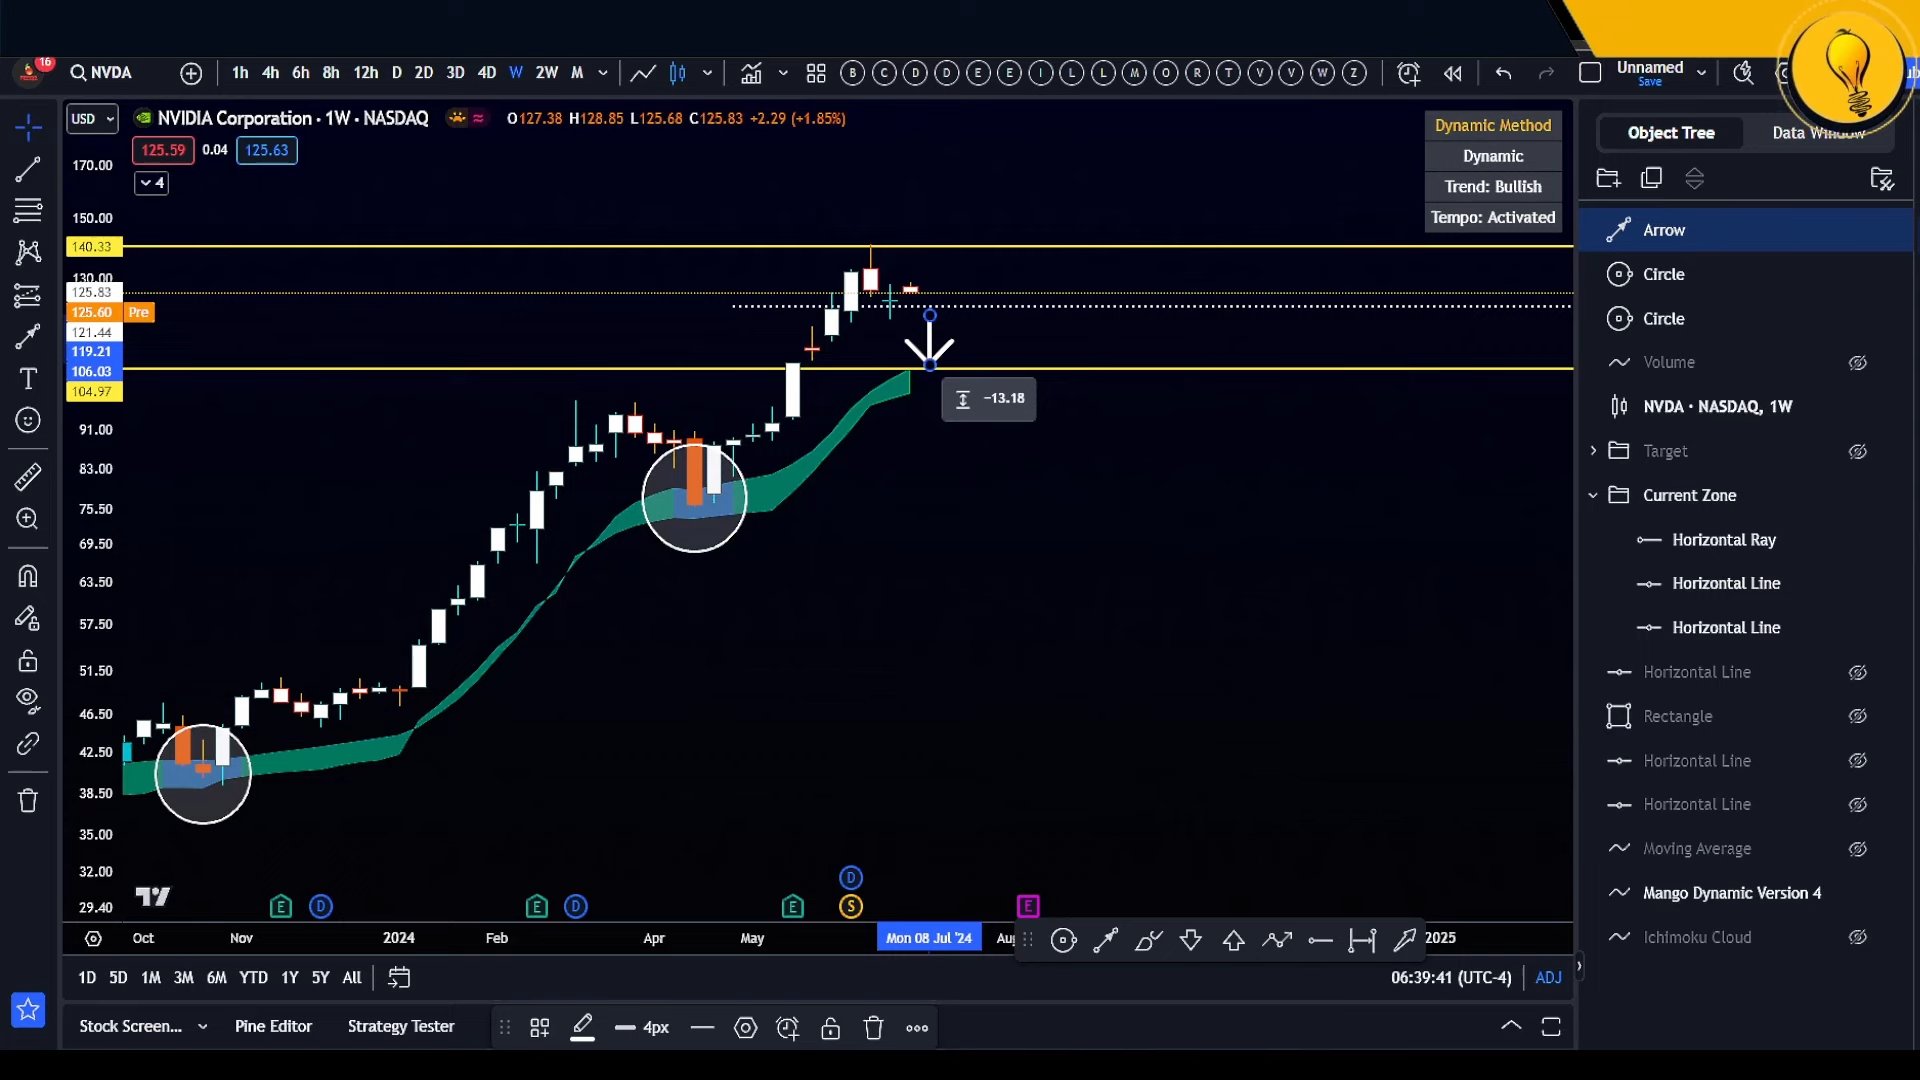 16
NVDA
1h 4h 6h 8h 12h D 2D 3D 4D W 2W M
B C D D E E I L L M O R T V V W Z
Unnamed
Save
USD
NVIDIA Corporation · 1W · NASDAQ
O127.38 H128.85 L125.68 C125.83 +2.29 (+1.85%)
125.59 0.04 125.63
4
Dynamic Method
Dynamic
Trend: Bullish
Tempo: Activated
170.00
150.00
140.33
130.00
125.83
125.60 Pre
121.44
119.21
106.03
104.97
91.00
83.00
75.50
69.50
63.50
57.50
51.50
46.50
42.50
38.50
35.00
32.00
29.40
−13.18
E D E D E D S E
Oct Nov 2024 Feb Apr May Mon 08 Jul '24 2025
1D 5D 1M 3M 6M YTD 1Y 5Y All
06:39:41 (UTC-4) ADJ
Stock Screen... Pine Editor Strategy Tester
4px
Object Tree
Data Window
Arrow
Circle
Circle
Volume
NVDA · NASDAQ, 1W
Target
Current Zone
Horizontal Ray
Horizontal Line
Horizontal Line
Horizontal Line
Rectangle
Horizontal Line
Horizontal Line
Moving Average
Mango Dynamic Version 4
Ichimoku Cloud